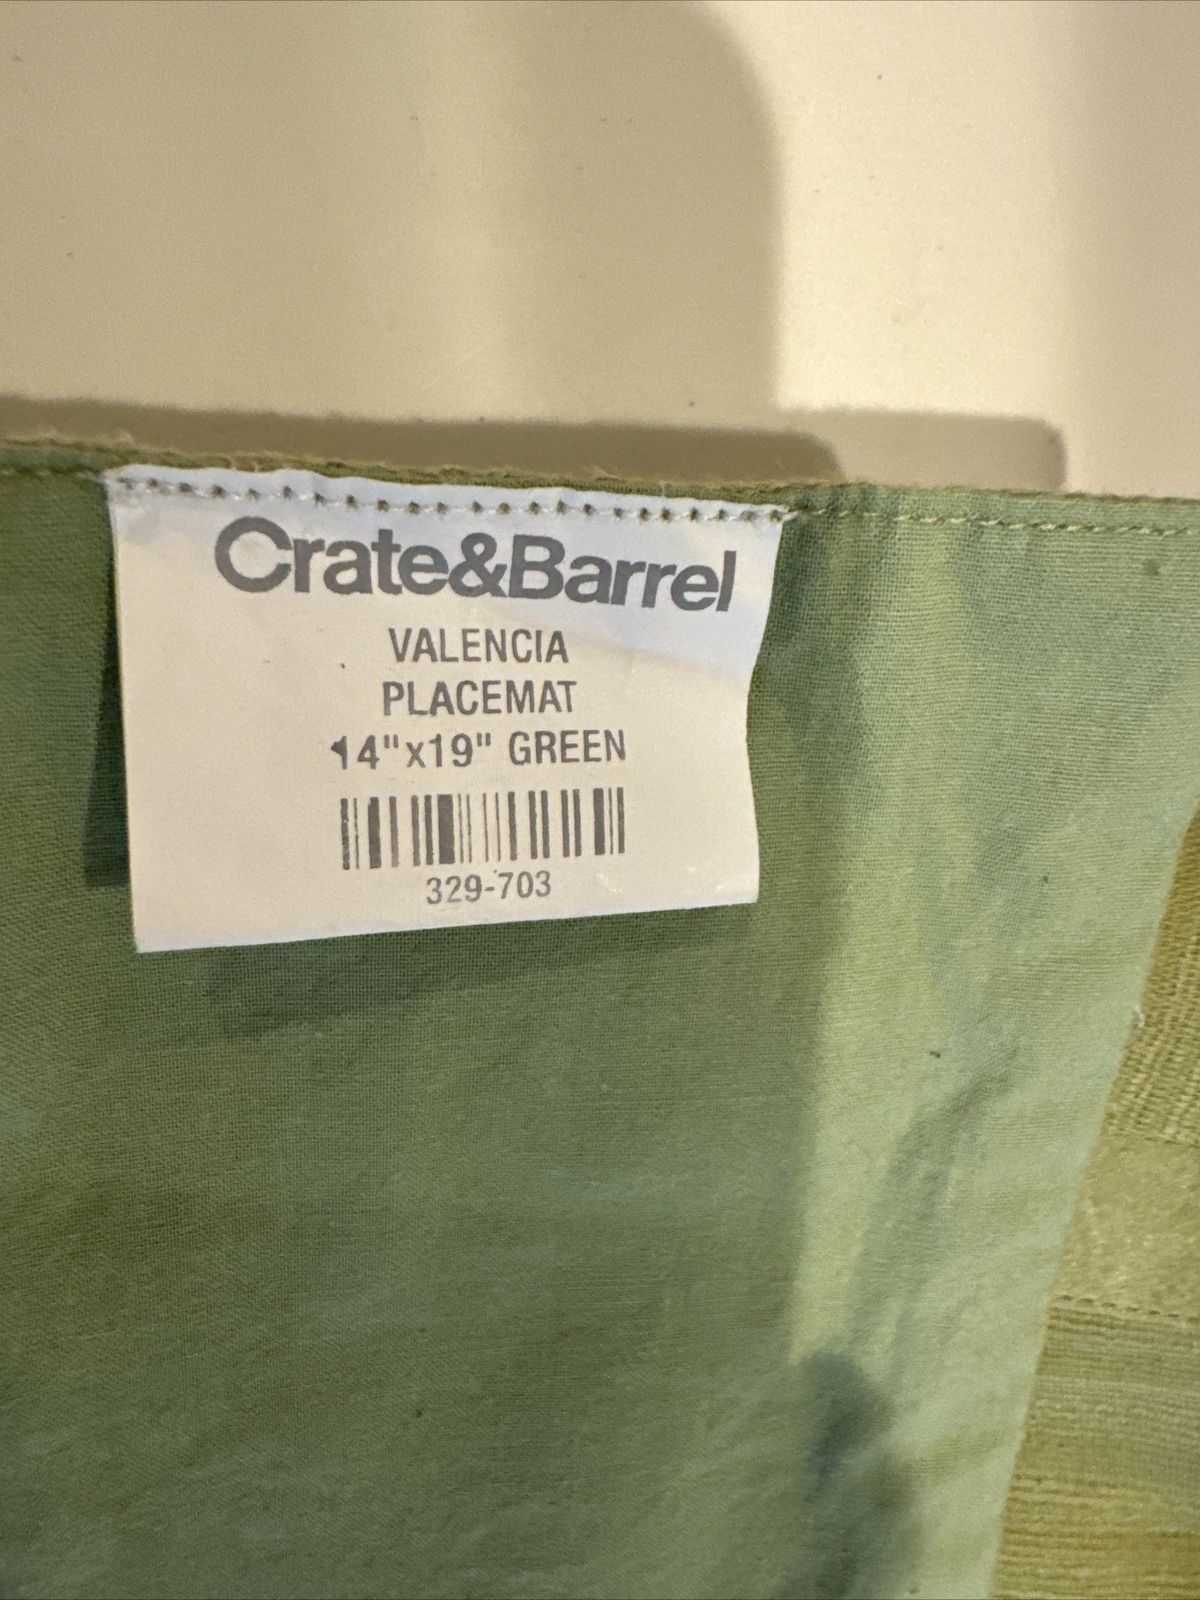 Crate&Barrel
VALENCIA
PLACEMAT
14"x19" GREEN
329-703